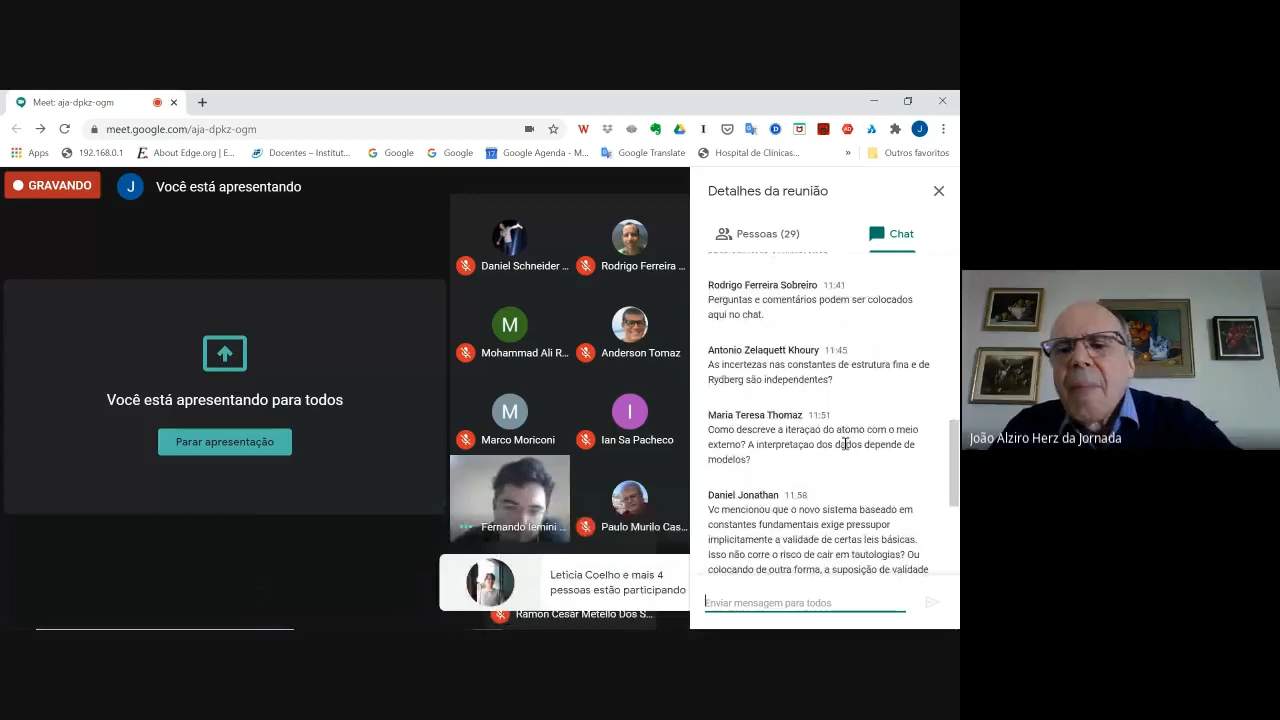 Meet: aja-dpkz-ogm
meet.google.com/aja-dpkz-ogm
Apps
192.168.0.1
About Edge.org | E...
Docentes – Institut...
Google
Google
Google Agenda - M...
Google Translate
Hospital de Clínicas...
»
Outros favoritos
GRAVANDO
J
Você está apresentando
Você está apresentando para todos
Parar apresentação
Daniel Schneider ...
Rodrigo Ferreira ...
M
Mohammad Ali R...
Anderson Tomaz
M
Marco Moriconi
I
Ian Sa Pacheco
Fernando Iemini ...
Paulo Murilo Cas...
Leticia Coelho e mais 4
pessoas estão participando
Ramon Cesar Metello Dos S...
Detalhes da reunião
Pessoas (29)
Chat
Rodrigo Ferreira Sobreiro 11:41
Perguntas e comentários podem ser colocados
aqui no chat.
Antonio Zelaquett Khoury 11:45
As incertezas nas constantes de estrutura fina e de
Rydberg são independentes?
Maria Teresa Thomaz 11:51
Como descreve a iteraçao do atomo com o meio
externo? A interpretaçao dos dados depende de
modelos?
Daniel Jonathan 11:58
Vc mencionou que o novo sistema baseado em
constantes fundamentais exige pressupor
implicitamente a validade de certas leis básicas.
Isso não corre o risco de cair em tautologias? Ou
colocando de outra forma, a suposição de validade
Enviar mensagem para todos
João Alziro Herz da Jornada